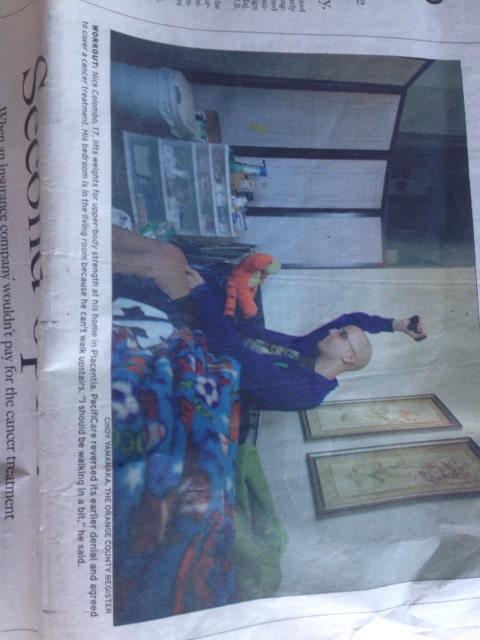 CINDY YAMANAKA, THE ORANGE COUNTY REGISTER
WORKOUT: Nick Colombo, 17, lifts weights for upper-body strength at his home in Placentia. PacifiCare reversed its earlier denial and agreed
to cover a cancer treatment. His bedroom is in the living room because he can't walk upstairs. "I should be walking in a bit," he said.
When an insurance company wouldn't pay for the cancer treatment